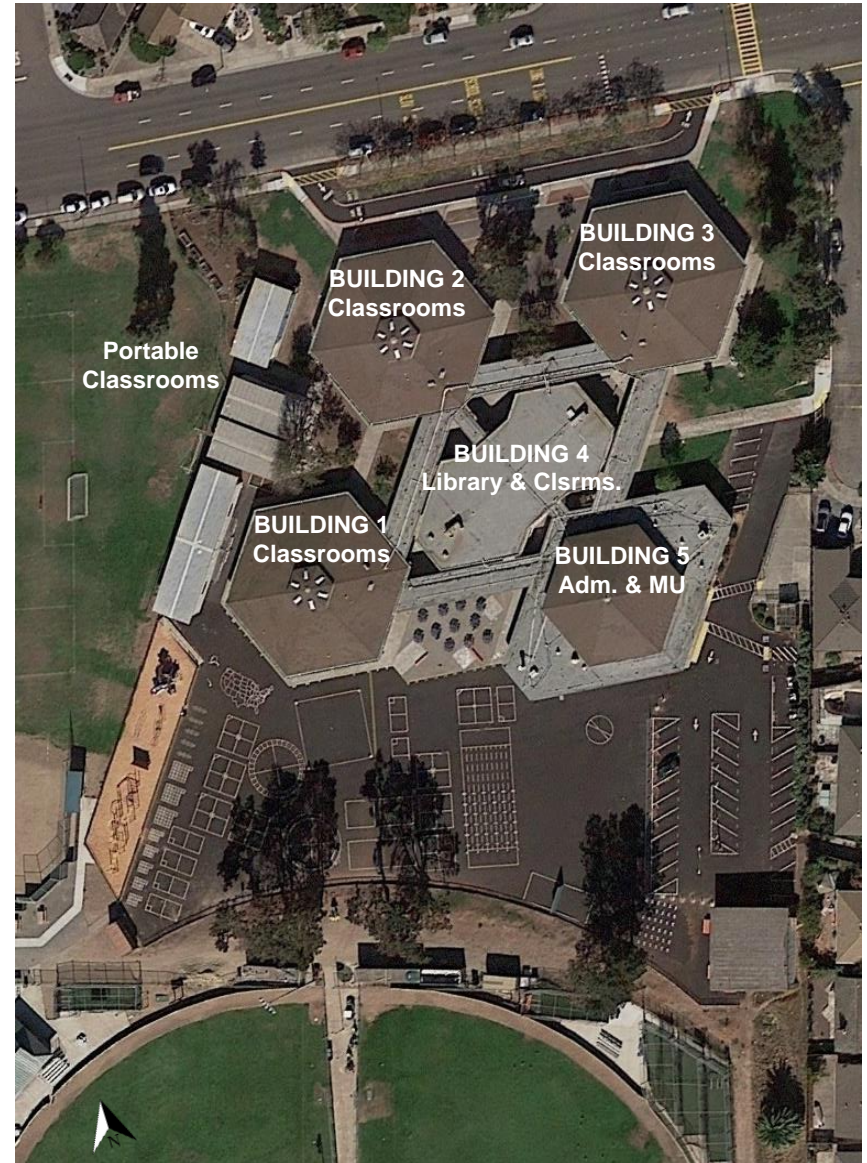 BUILDING 3
Classrooms
BUILDING 2
Classrooms
Portable
Classrooms
BUILDING 4
Library & Clsrms.
BUILDING 1
Classrooms
BUILDING 5
Adm. & MU
N